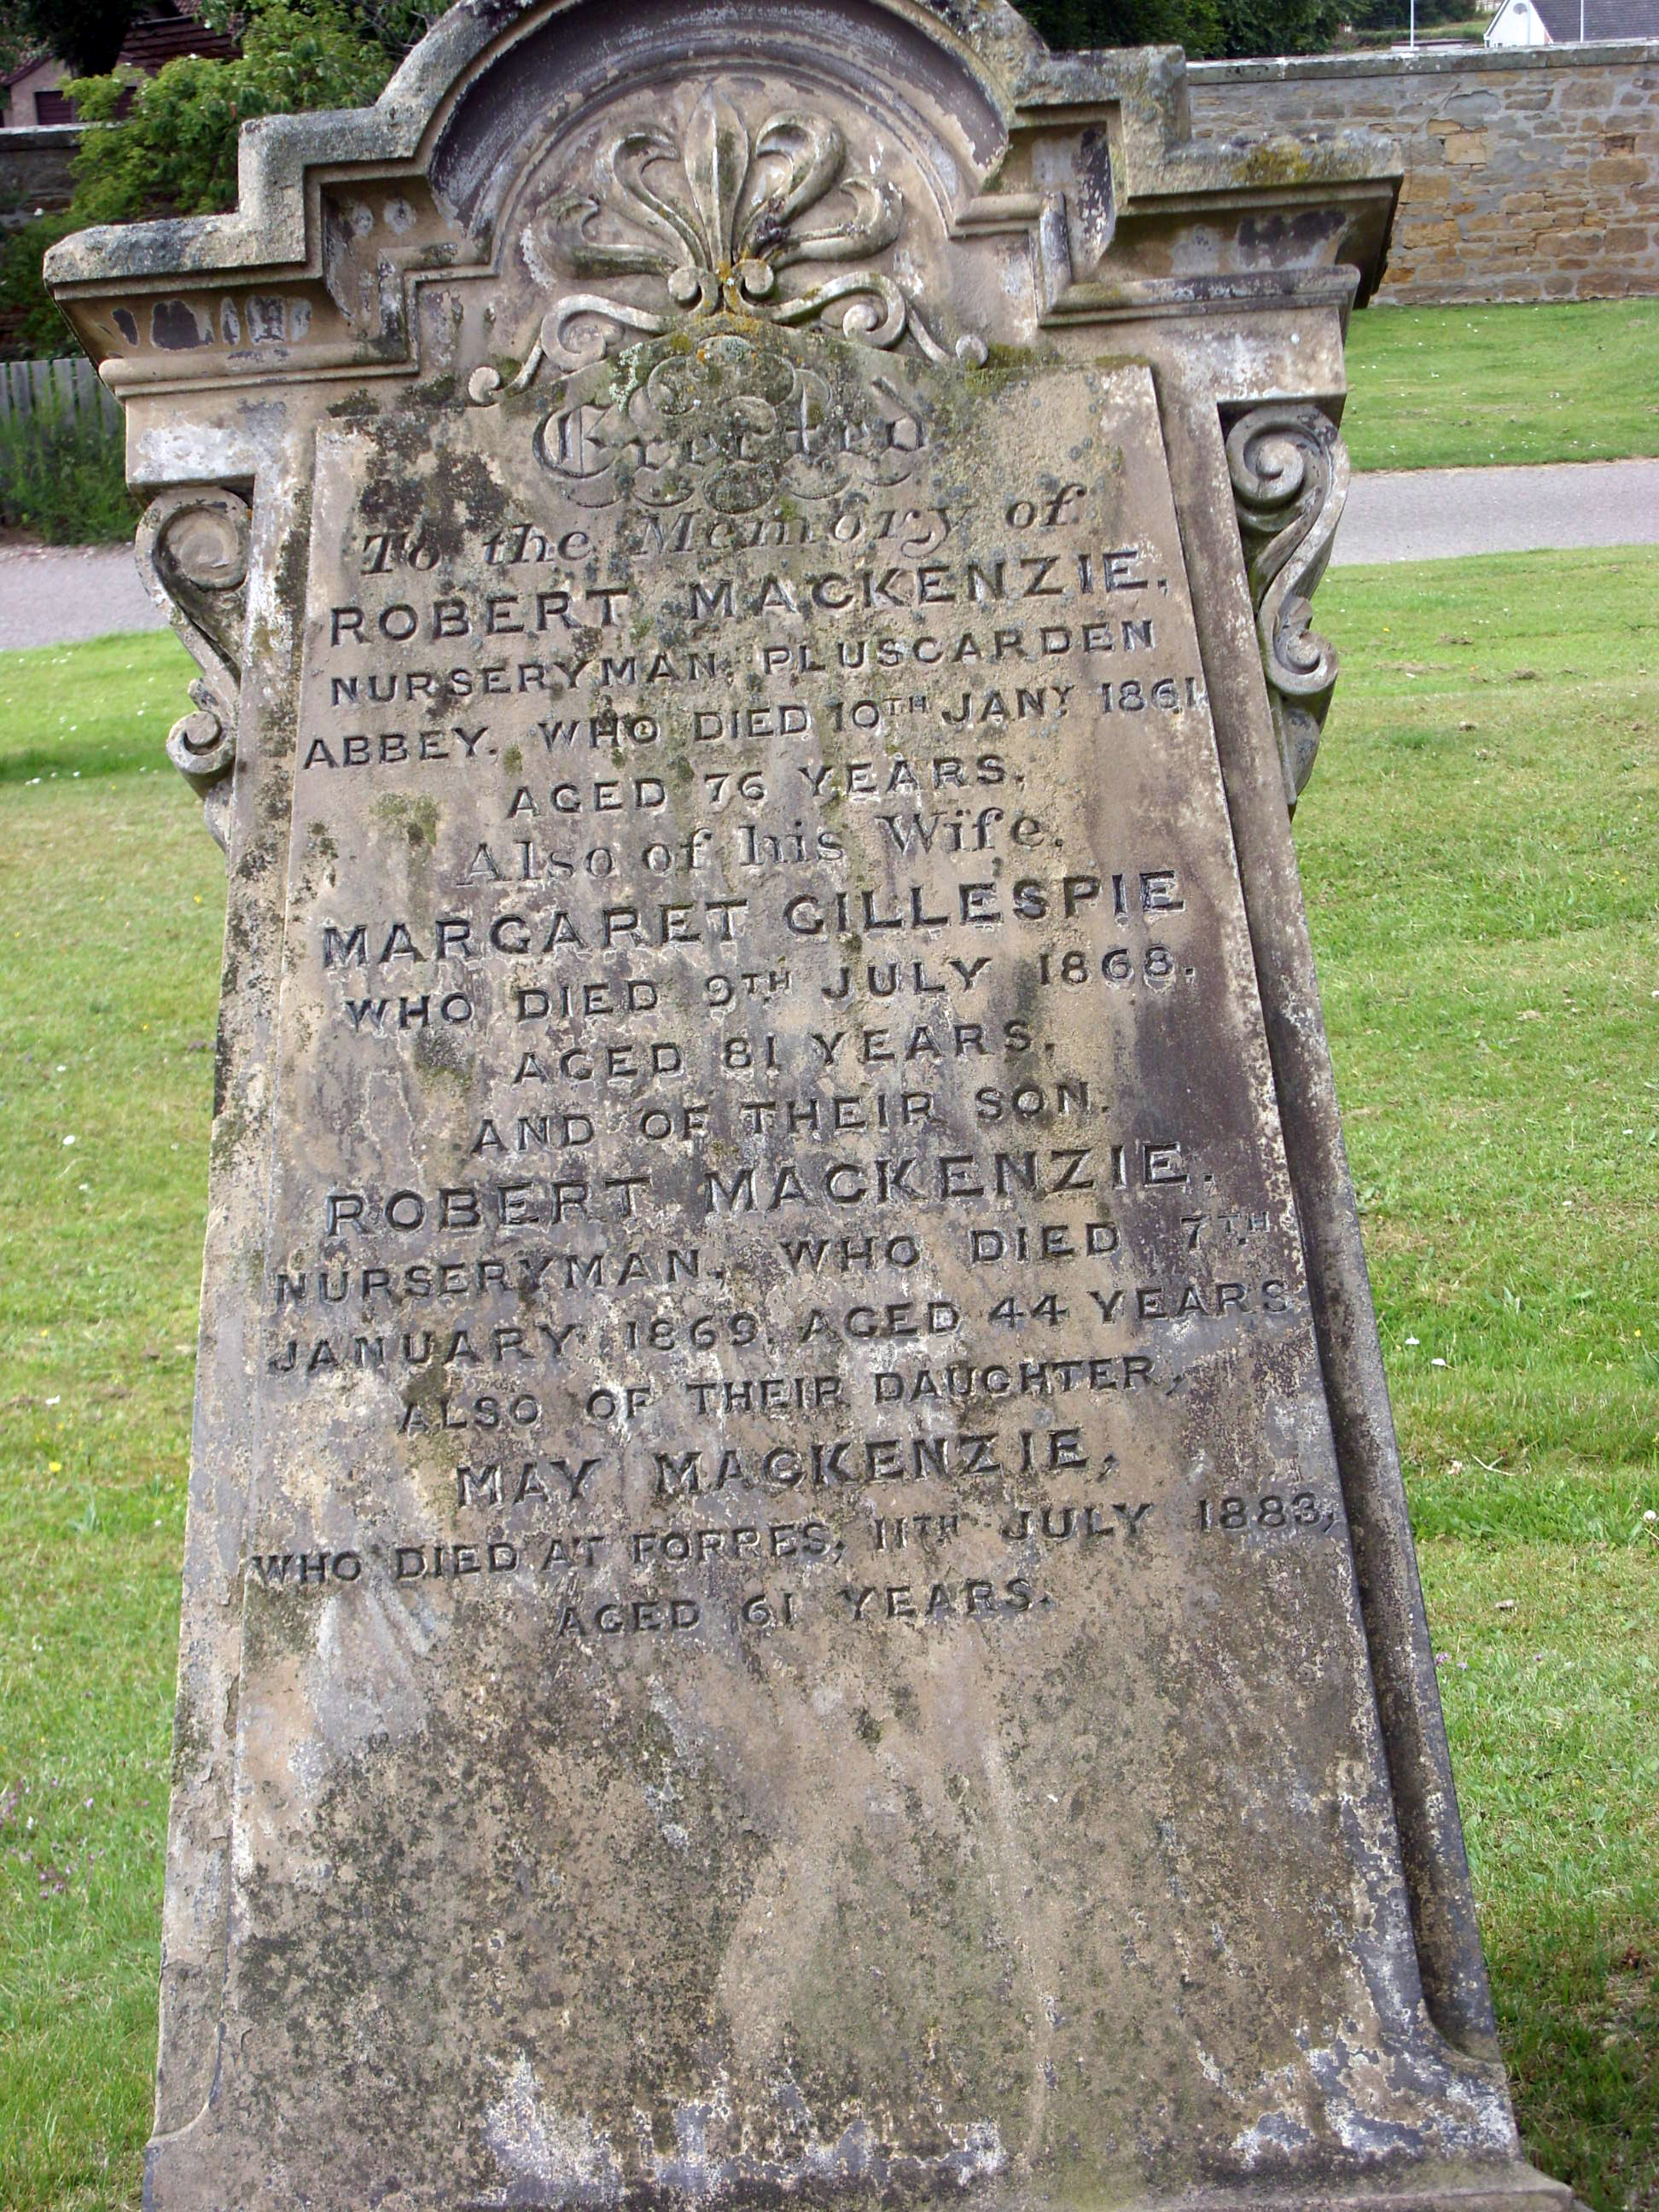 Erected
To the Memory of
ROBERT MACKENZIE,
NURSERYMAN, PLUSCARDEN
ABBEY. WHO DIED 10TH JANY 1861,
AGED 76 YEARS.
Also of his Wife.
MARGARET GILLESPIE
WHO DIED 9TH JULY 1868.
AGED 81 YEARS.
AND OF THEIR SON.
ROBERT MACKENZIE.
NURSERYMAN, WHO DIED 7TH
JANUARY 1869, AGED 44 YEARS
ALSO OF THEIR DAUGHTER,
MAY MACKENZIE,
WHO DIED AT FORRES, 11TH JULY 1883,
AGED 61 YEARS.